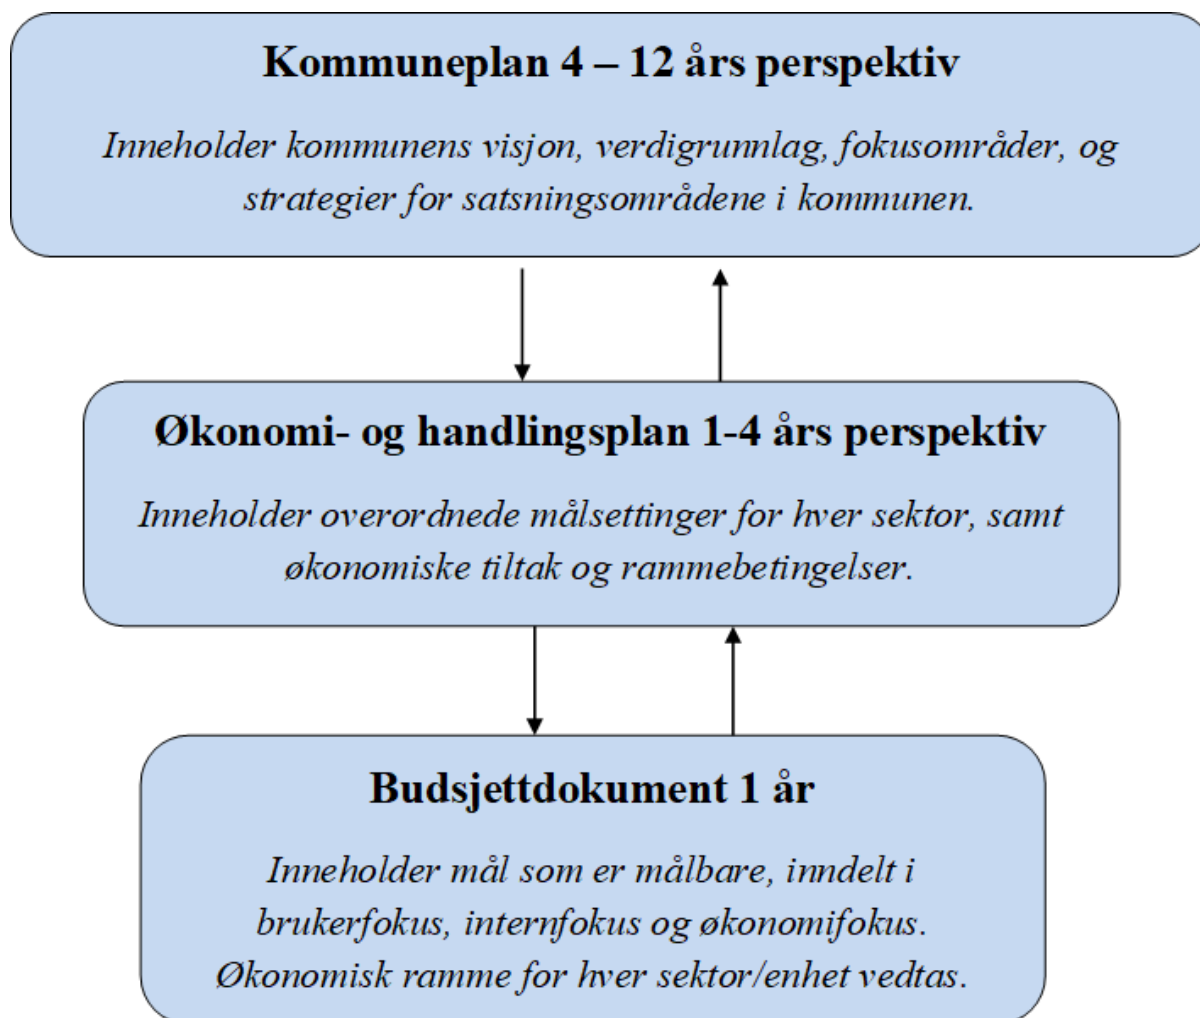 Kommuneplan 4 – 12 års perspektiv
Inneholder kommunens visjon, verdigrunnlag, fokusområder, og
strategier for satsningsområdene i kommunen.
Økonomi- og handlingsplan 1-4 års perspektiv
Inneholder overordnede målsettinger for hver sektor, samt
økonomiske tiltak og rammebetingelser.
Budsjettdokument 1 år
Inneholder mål som er målbare, inndelt i
brukerfokus, internfokus og økonomifokus.
Økonomisk ramme for hver sektor/enhet vedtas.